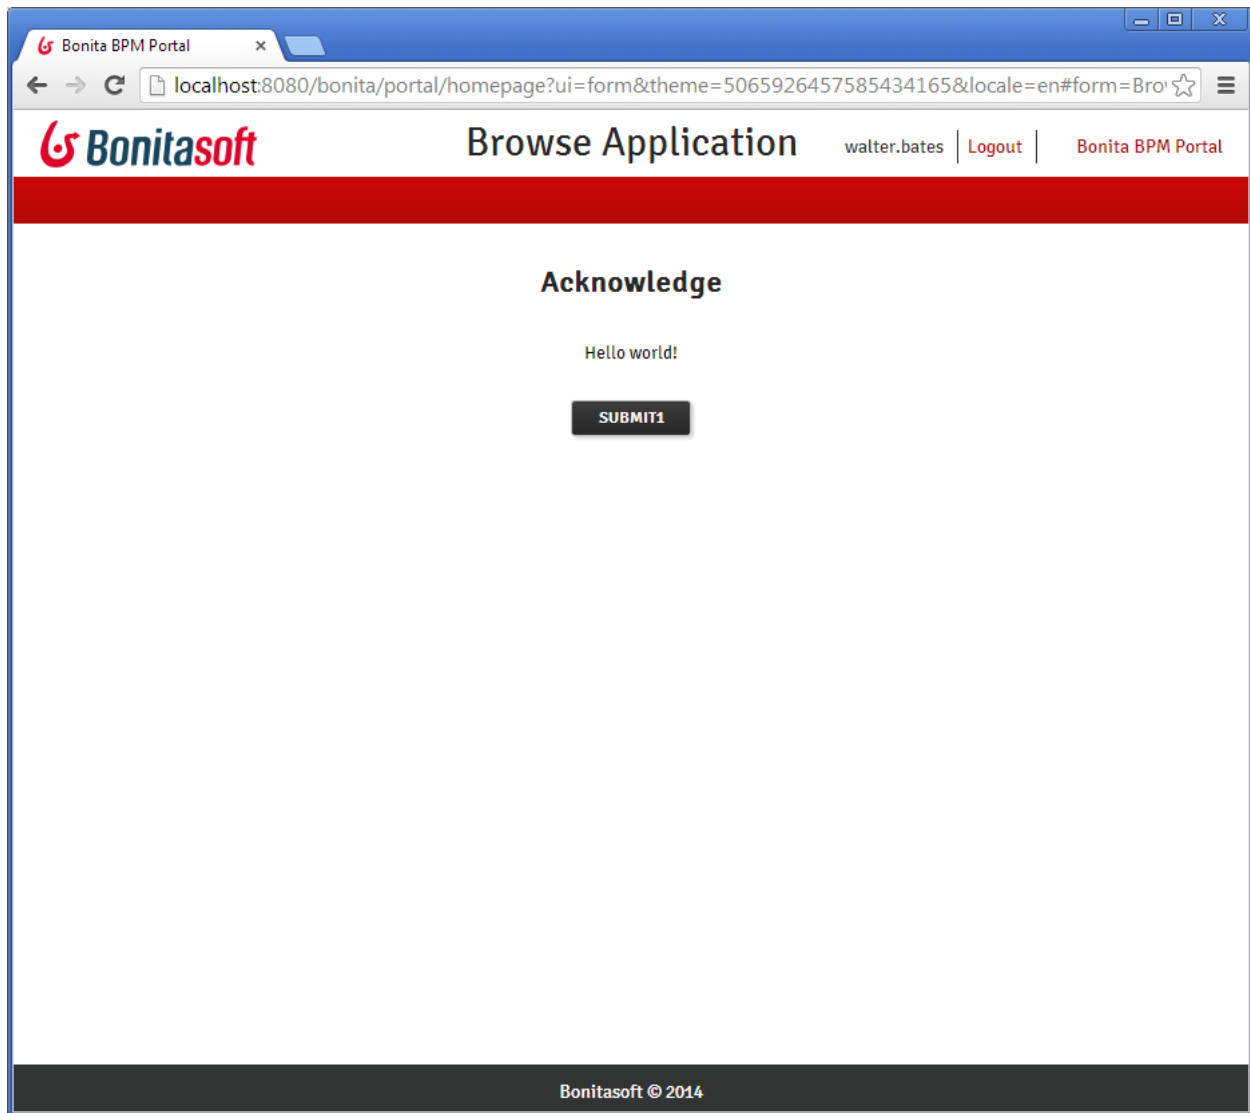 Bonita BPM Portal
localhost:8080/bonita/portal/homepage?ui=form&theme=5065926457585434165&locale=en#form=Brov
Bonitasoft Browse Application walter.bates Logout Bonita BPM Portal
Acknowledge
Hello world!
SUBMIT1
Bonitasoft © 2014